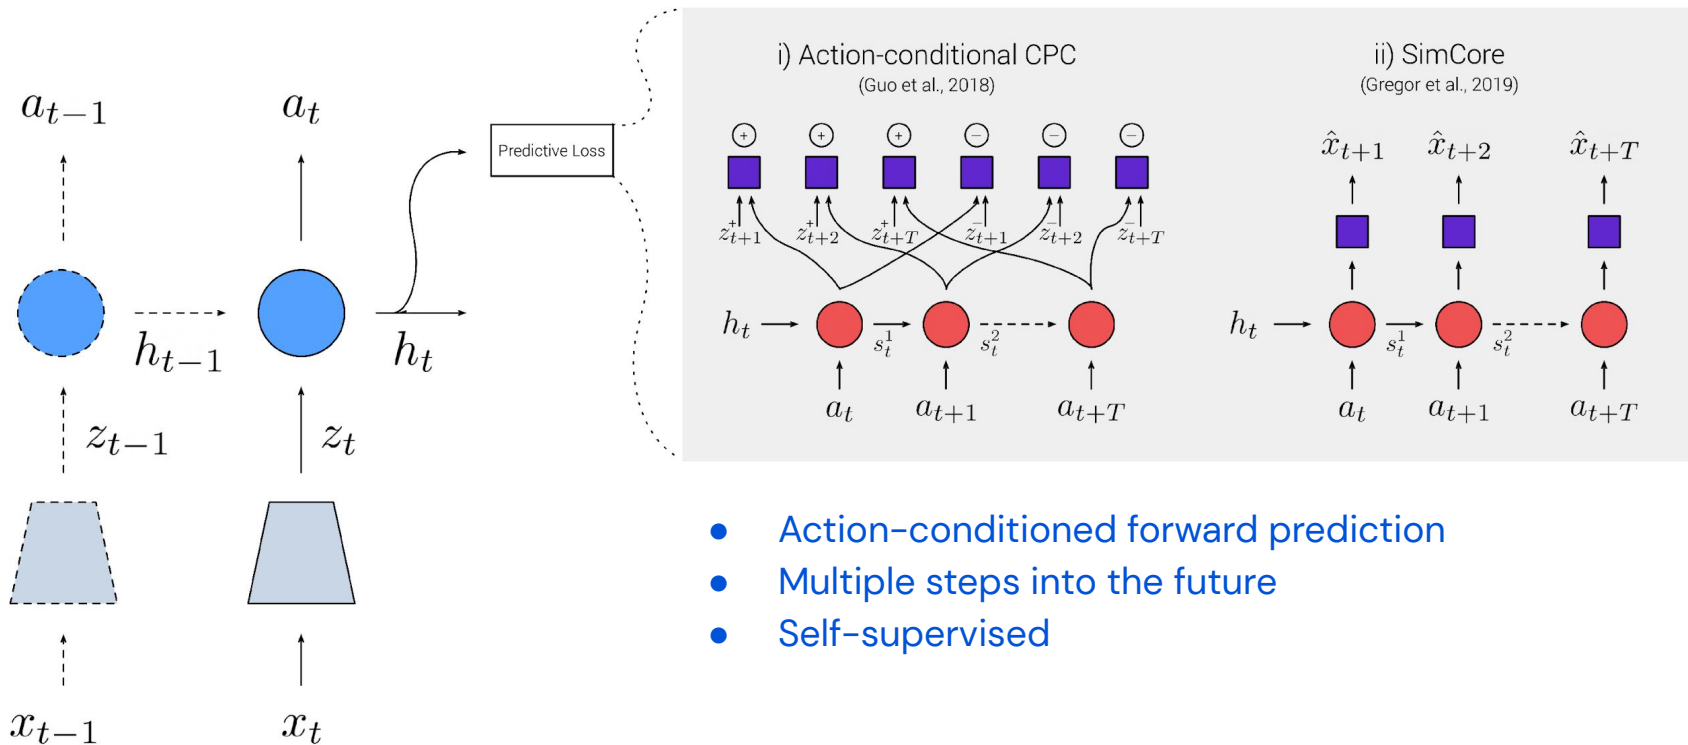 a_{t-1} a_t
Predictive Loss
h_{t-1} h_t
z_{t-1} z_t
x_{t-1} x_t
i) Action-conditional CPC
(Guo et al., 2018)
+ + + − − −
z^+_{t+1} z^+_{t+2} z^+_{t+T} z^-_{t+1} z^-_{t+2} z^-_{t+T}
h_t s^1_t s^2_t
a_t a_{t+1} a_{t+T}
ii) SimCore
(Gregor et al., 2019)
x̂_{t+1} x̂_{t+2} x̂_{t+T}
h_t s^1_t s^2_t
a_t a_{t+1} a_{t+T}
● Action-conditioned forward prediction
● Multiple steps into the future
● Self-supervised